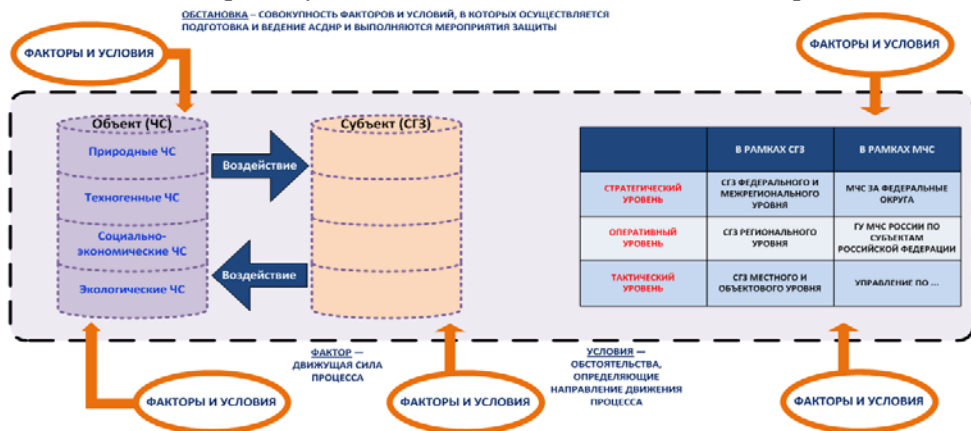 ОБСТАНОВКА – СОВОКУПНОСТЬ ФАКТОРОВ И УСЛОВИЙ, В КОТОРЫХ ОСУЩЕСТВЛЯЕТСЯ
ПОДГОТОВКА И ВЕДЕНИЕ АСДНР И ВЫПОЛНЯЮТСЯ МЕРОПРИЯТИЯ ЗАЩИТЫ
ФАКТОРЫ И УСЛОВИЯ
ФАКТОРЫ И УСЛОВИЯ
Объект (ЧС)
Природные ЧС
Техногенные ЧС
Социально-
экономические ЧС
Экологические ЧС
Воздействие
Воздействие
Субъект (СГЗ)
В РАМКАХ СГЗ
В РАМКАХ МЧС
СТРАТЕГИЧЕСКИЙ
УРОВЕНЬ
СГЗ ФЕДЕРАЛЬНОГО И
МЕЖРЕГИОНАЛЬНОГО
УРОВНЯ
МЧС ЗА ФЕДЕРАЛЬНЫЕ
ОКРУГА
ОПЕРАТИВНЫЙ
УРОВЕНЬ
СГЗ РЕГИОНАЛЬНОГО
УРОВНЯ
ГУ МЧС РОССИИ ПО
СУБЪЕКТАМ
РОССИЙСКОЙ ФЕДЕРАЦИИ
ТАКТИЧЕСКИЙ
УРОВЕНЬ
СГЗ МЕСТНОГО И
ОБЪЕКТОВОГО УРОВНЯ
УПРАВЛЕНИЕ ПО ...
ФАКТОР —
ДВИЖУЩАЯ СИЛА
ПРОЦЕССА
УСЛОВИЯ —
ОБСТОЯТЕЛЬСТВА,
ОПРЕДЕЛЯЮЩИЕ
НАПРАВЛЕНИЕ ДВИЖЕНИЯ
ПРОЦЕССА
ФАКТОРЫ И УСЛОВИЯ
ФАКТОРЫ И УСЛОВИЯ
ФАКТОРЫ И УСЛОВИЯ